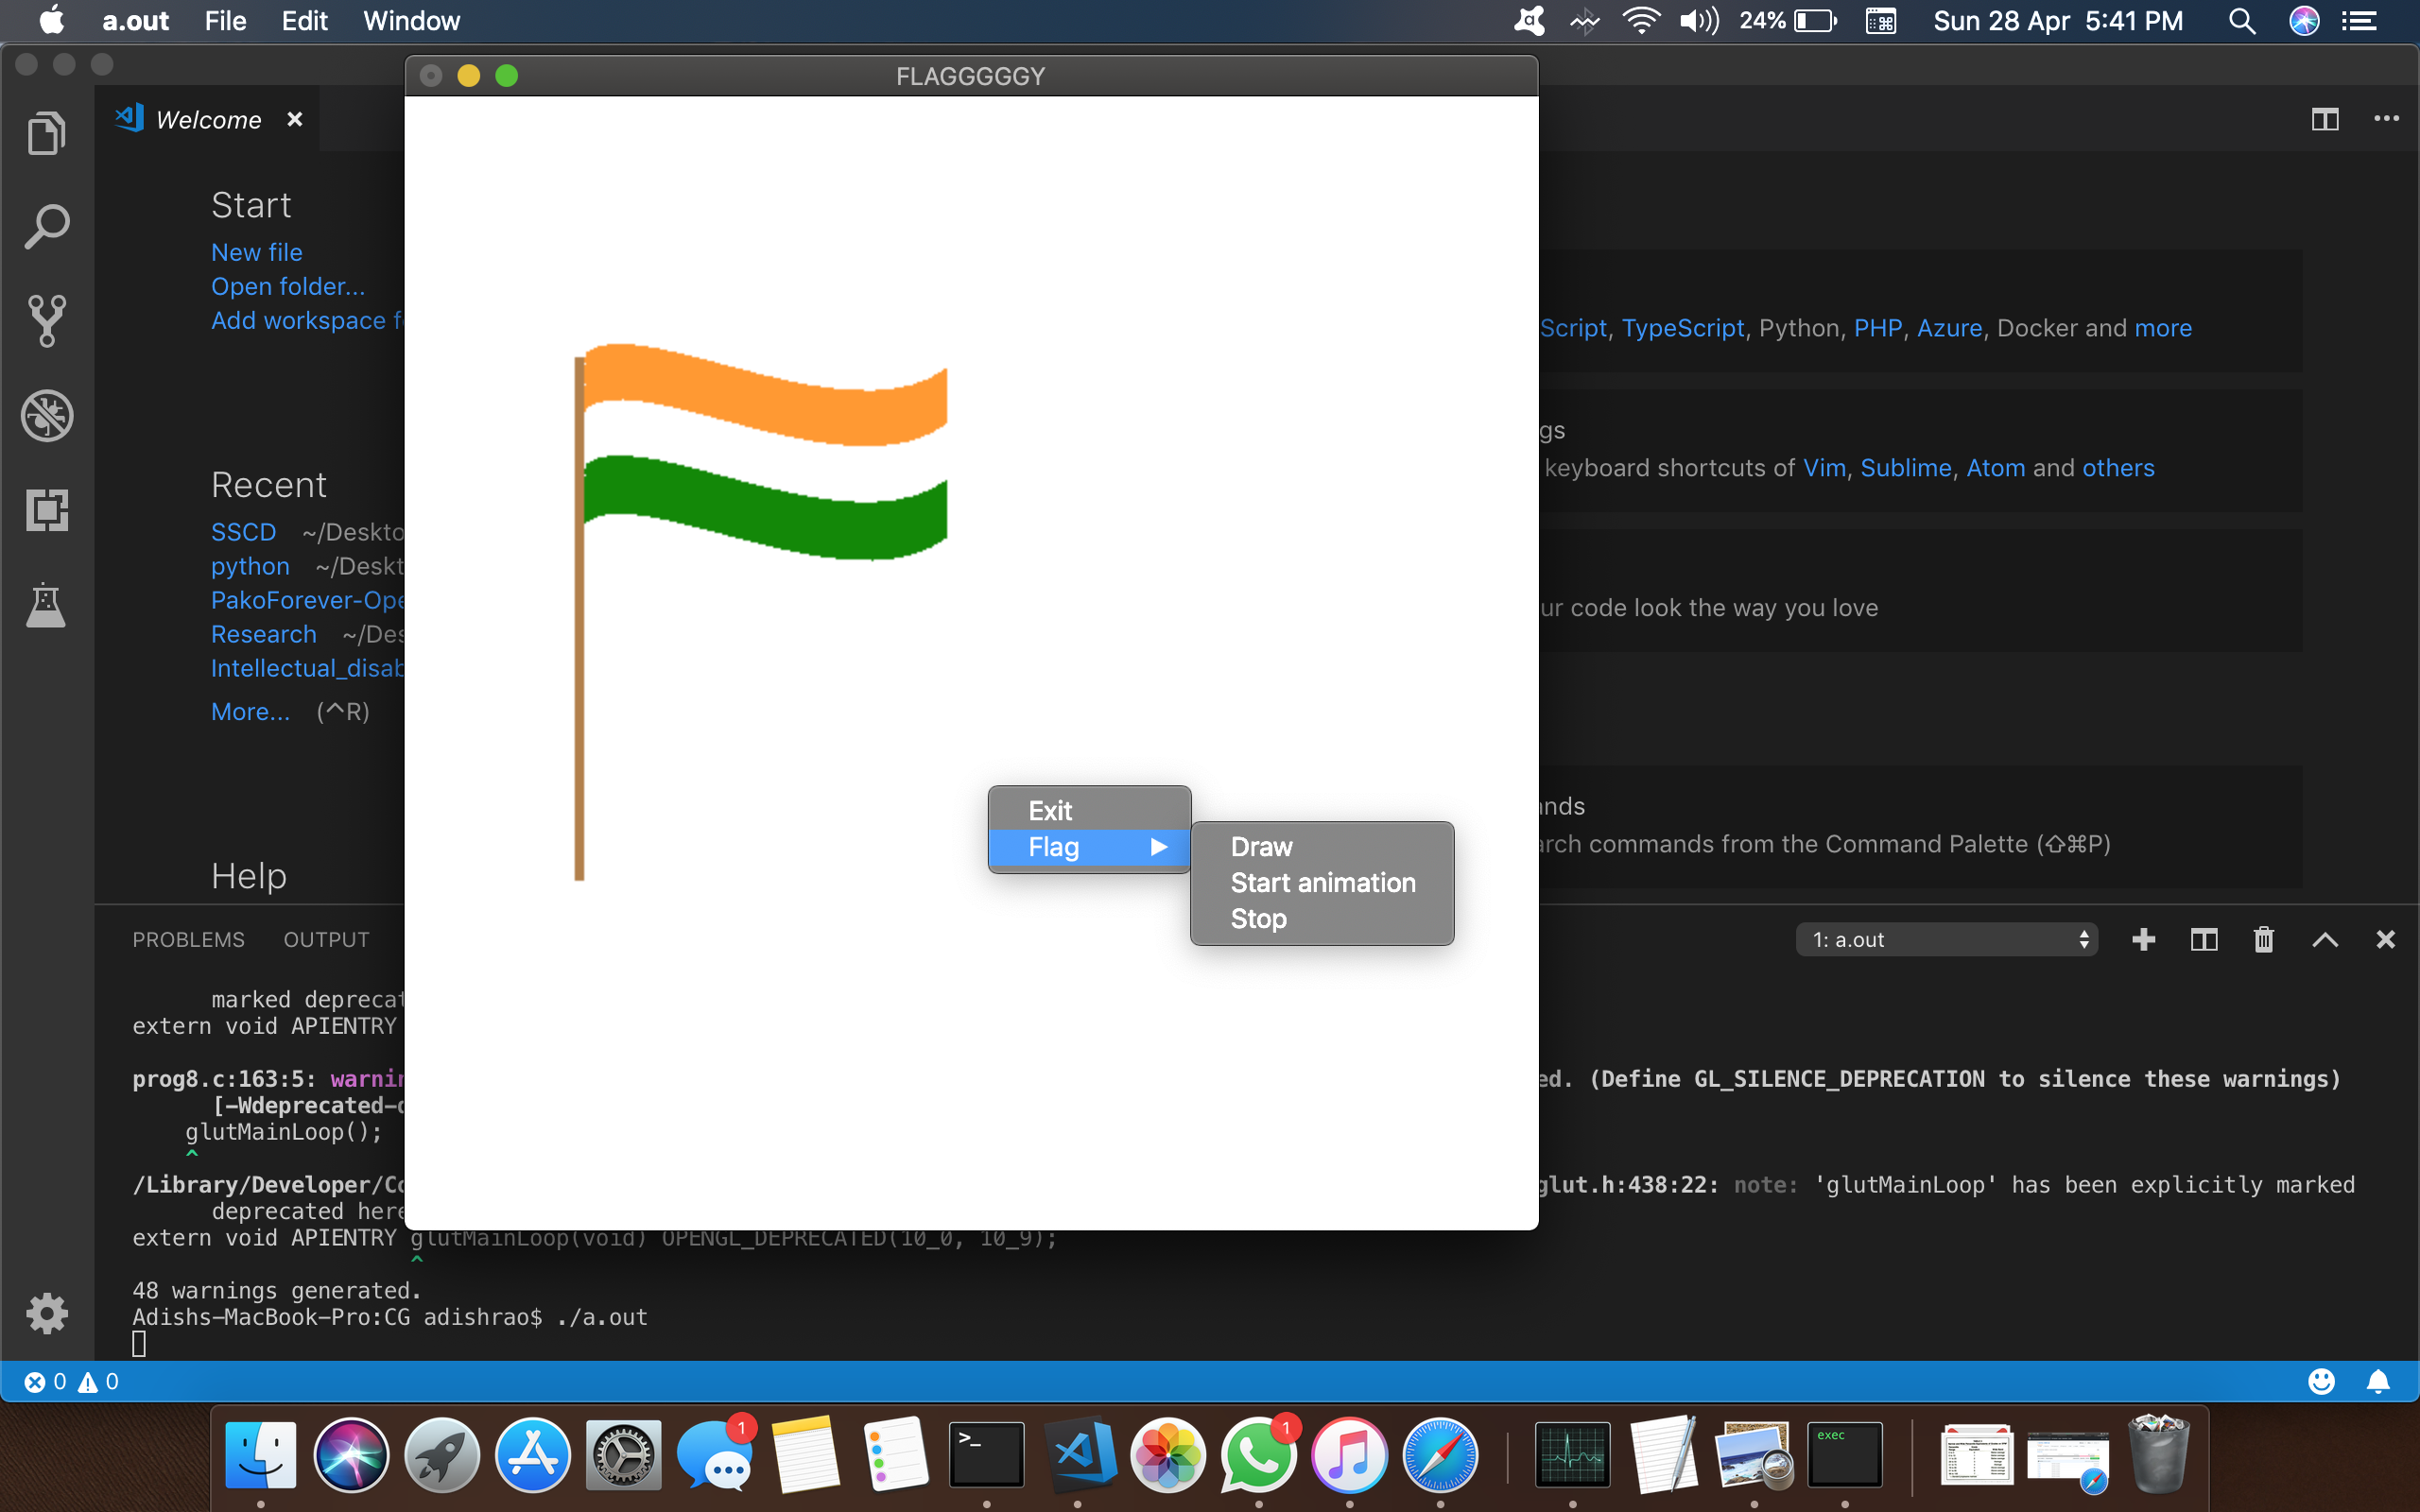 a.out File Edit Window 24% Sun 28 Apr 5:41 PM
FLAGGGGGY
Welcome
Start
New file
Open folder...
Add workspace
Script, TypeScript, Python, PHP, Azure, Docker and more
gs
keyboard shortcuts of Vim, Sublime, Atom and others
ur code look the way you love
Recent
SSCD ~/Deskto
python ~/Deskt
PakoForever-Ope
Research ~/Des
Intellectual_disab
More... (^R)
Help
nds
rch commands from the Command Palette (⇧⌘P)
Exit
Flag
Draw
Start animation
Stop
PROBLEMS OUTPUT
1: a.out
marked deprecat
extern void APIENTRY
prog8.c:163:5: warnin
ed. (Define GL_SILENCE_DEPRECATION to silence these warnings)
[-Wdeprecated-d
glutMainLoop();
^
/Library/Developer/Co
glut.h:438:22: note: 'glutMainLoop' has been explicitly marked
deprecated here
extern void APIENTRY glutMainLoop(void) OPENGL_DEPRECATED(10_0, 10_9);
^
48 warnings generated.
Adishs-MacBook-Pro:CG adishrao$ ./a.out
0 0
1
>_
1
exec